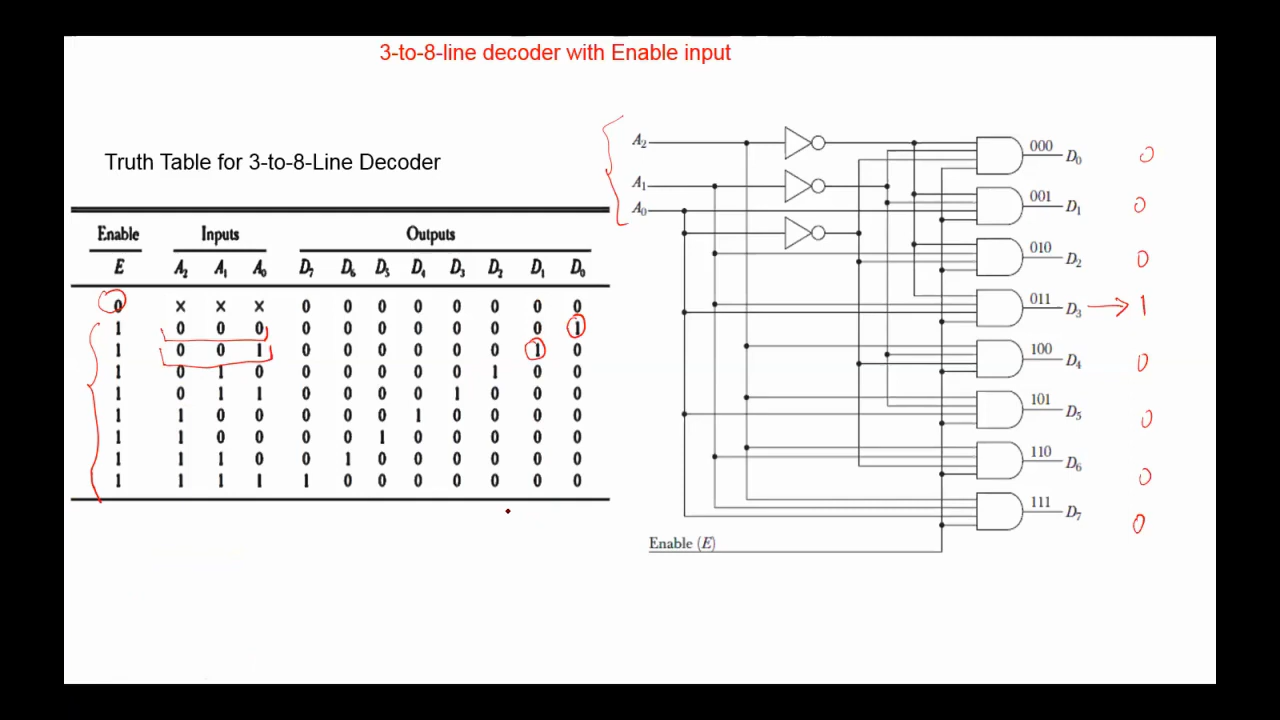 3-to-8-line decoder with Enable input
Truth Table for 3-to-8-Line Decoder
Enable Inputs Outputs
E A2 A1 A0 D7 D6 D5 D4 D3 D2 D1 D0
0 × × × 0 0 0 0 0 0 0 0
1 0 0 0 0 0 0 0 0 0 0 1
1 0 0 1 0 0 0 0 0 0 1 0
1 0 1 0 0 0 0 0 0 1 0 0
1 0 1 1 0 0 0 0 1 0 0 0
1 1 0 0 0 0 0 1 0 0 0 0
1 1 0 0 0 0 1 0 0 0 0 0
1 1 1 0 0 1 0 0 0 0 0 0
1 1 1 1 1 0 0 0 0 0 0 0
A2
A1
A0
000 D0 0
001 D1 0
010 D2 0
011 D3 → 1
100 D4 0
101 D5 0
110 D6 0
111 D7 0
Enable (E)